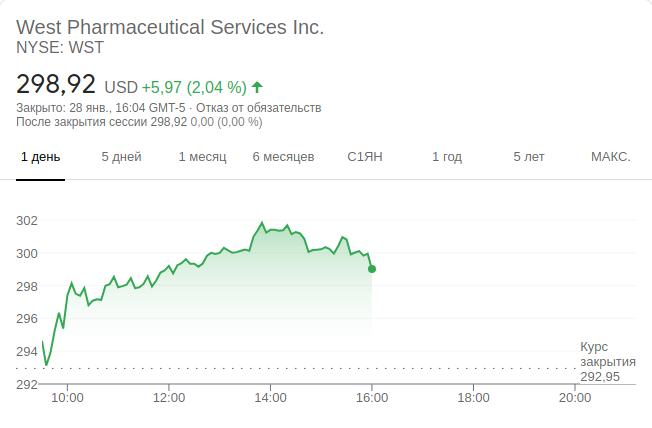 West Pharmaceutical Services Inc.
NYSE: WST
298,92 USD +5,97 (2,04 %)
Закрыто: 28 янв., 16:04 GMT-5 · Отказ от обязательств
После закрытия сессии 298,92 0,00 (0,00 %)
1 день 5 дней 1 месяц 6 месяцев С1ЯН 1 год 5 лет МАКС.
302
300
298
296
294
292
Курс
закрытия
292,95
10:00 12:00 14:00 16:00 18:00 20:00